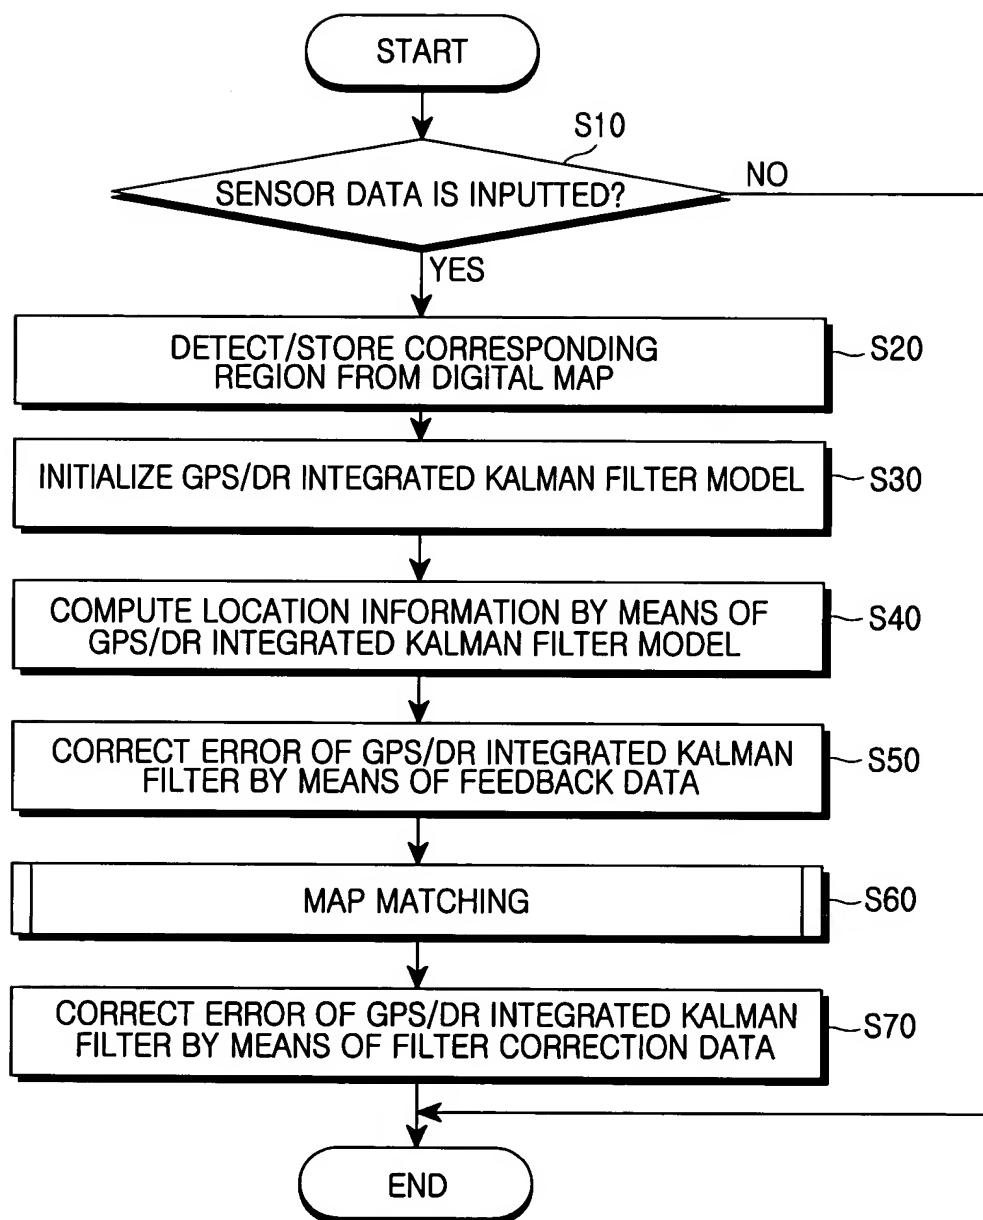 START
S10
SENSOR DATA IS INPUTTED?
NO
YES
DETECT/STORE CORRESPONDING
REGION FROM DIGITAL MAP
S20
INITIALIZE GPS/DR INTEGRATED KALMAN FILTER MODEL
S30
COMPUTE LOCATION INFORMATION BY MEANS OF
GPS/DR INTEGRATED KALMAN FILTER MODEL
S40
CORRECT ERROR OF GPS/DR INTEGRATED KALMAN
FILTER BY MEANS OF FEEDBACK DATA
S50
MAP MATCHING
S60
CORRECT ERROR OF GPS/DR INTEGRATED KALMAN
FILTER BY MEANS OF FILTER CORRECTION DATA
S70
END